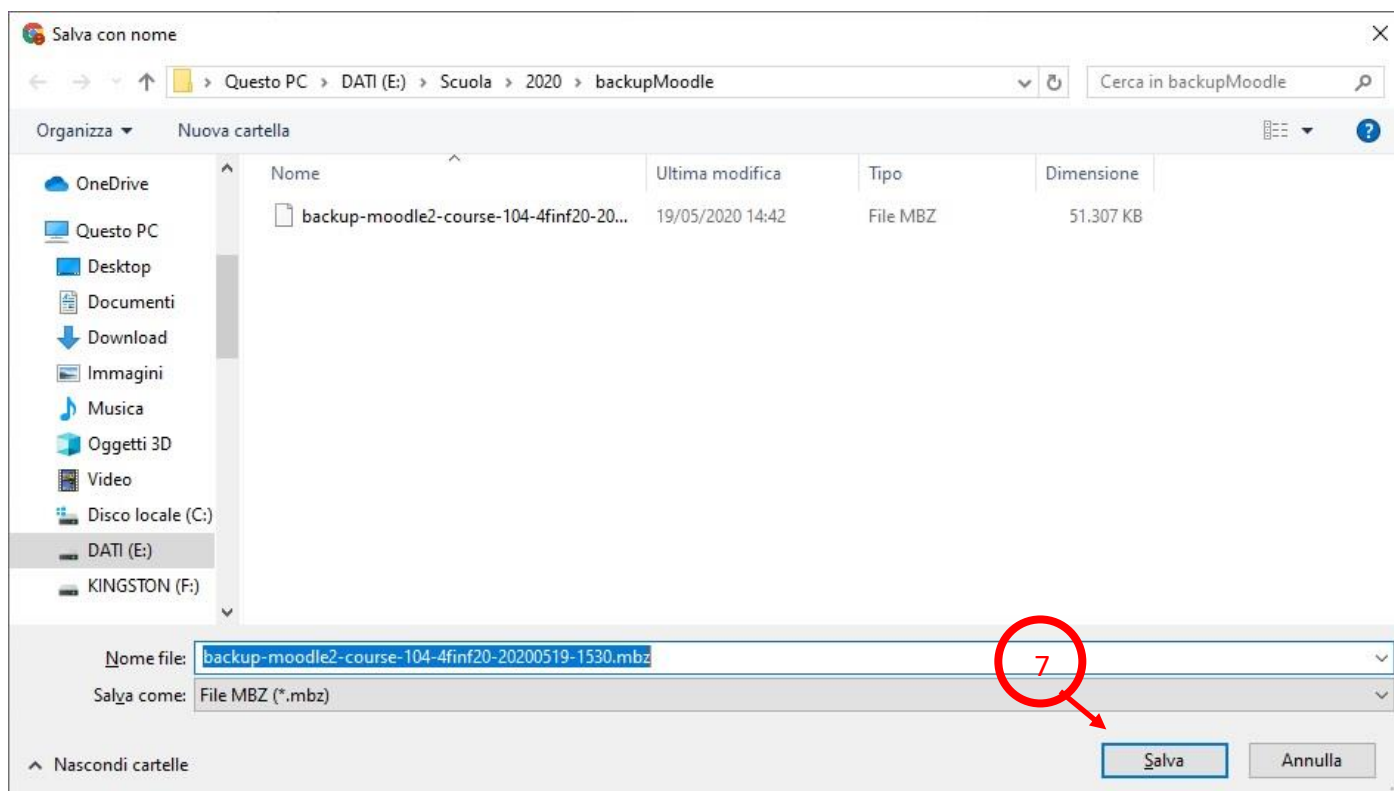 Salva con nome
Questo PC > DATI (E:) > Scuola > 2020 > backupMoodle
Cerca in backupMoodle
Organizza
Nuova cartella
Nome
Ultima modifica
Tipo
Dimensione
OneDrive
backup-moodle2-course-104-4finf20-20... 19/05/2020 14:42 File MBZ 51.307 KB
Questo PC
Desktop
Documenti
Download
Immagini
Musica
Oggetti 3D
Video
Disco locale (C:)
DATI (E:)
KINGSTON (F:)
Nome file: backup-moodle2-course-104-4finf20-20200519-1530.mbz
7
Salva come: File MBZ (*.mbz)
Nascondi cartelle
Salva
Annulla